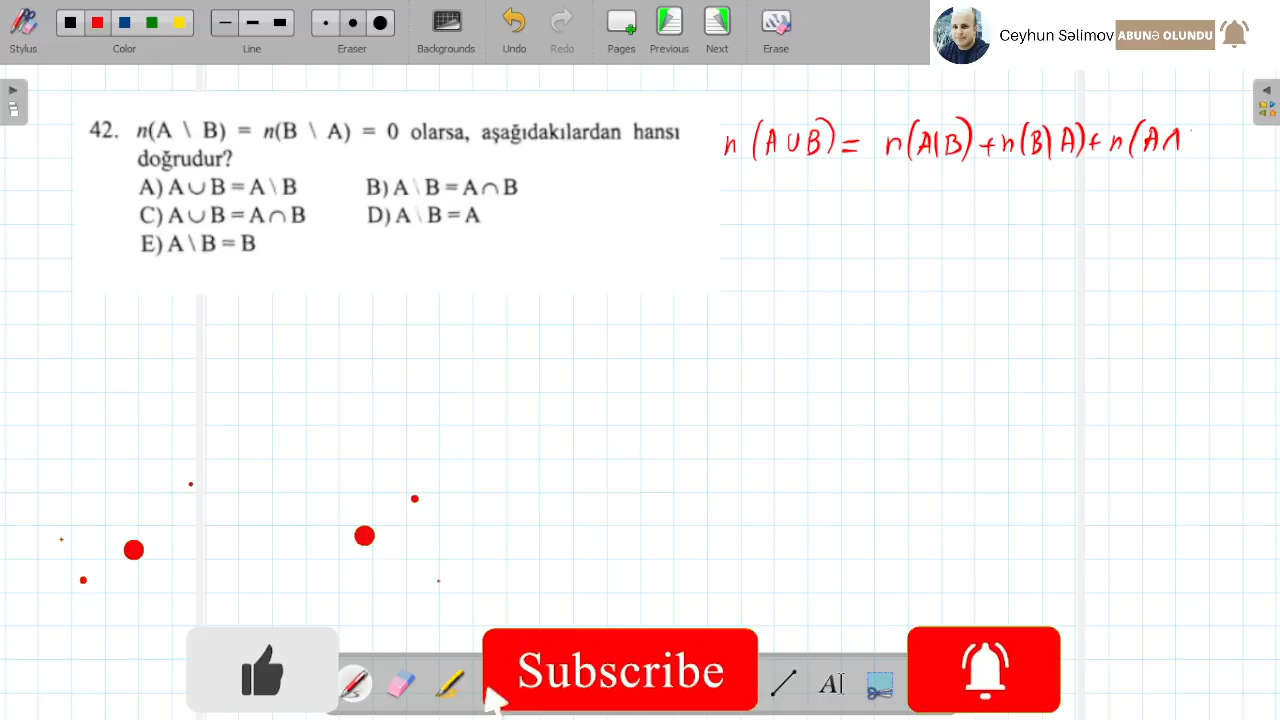 Stylus Color Line Eraser Backgrounds Undo Redo Pages Previous Next Erase
Ceyhun Səlimov ABUNƏ OLUNDU
42. n(A \ B) = n(B \ A) = 0 olarsa, aşağıdakılardan hansı
doğrudur?
A) A ∪ B = A \ B B) A \ B = A ∩ B
C) A ∪ B = A ∩ B D) A \ B = A
E) A \ B = B
n(A∪B) = n(A\B)+n(B\A)+n(A∩
Subscribe
A